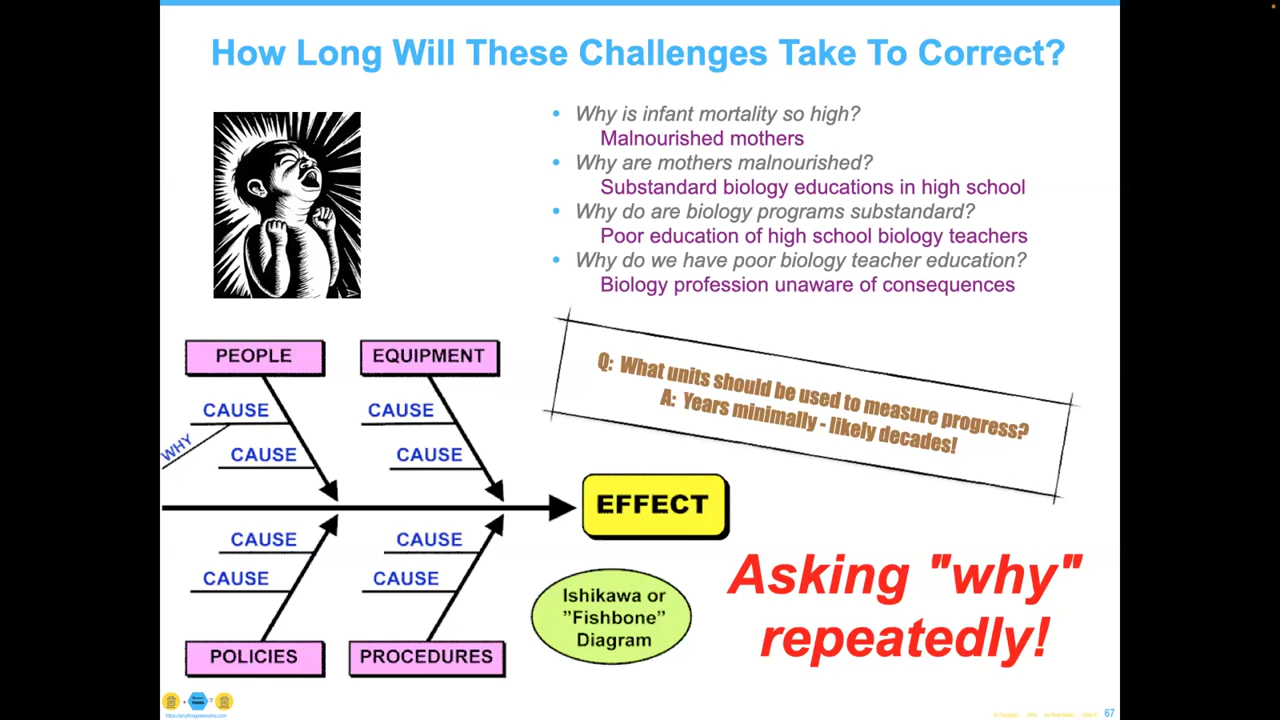 How Long Will These Challenges Take To Correct?
• Why is infant mortality so high?
Malnourished mothers
• Why are mothers malnourished?
Substandard biology educations in high school
• Why do are biology programs substandard?
Poor education of high school biology teachers
• Why do we have poor biology teacher education?
Biology profession unaware of consequences
Q: What units should be used to measure progress?
A: Years minimally - likely decades!
PEOPLE
EQUIPMENT
CAUSE
CAUSE
WHY
CAUSE
CAUSE
EFFECT
CAUSE
CAUSE
CAUSE
CAUSE
POLICIES
PROCEDURES
Ishikawa or
”Fishbone”
Diagram
Asking "why"
repeatedly!
https://anythingawesome.com
67